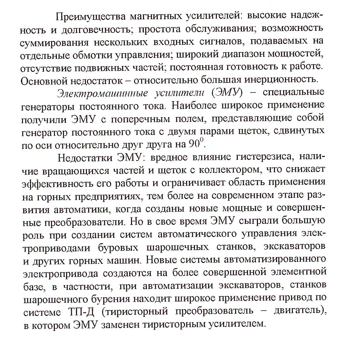 Преимущества магнитных усилителей: высокие надеж-
ность и долговечность; простота обслуживания; возможность
суммирования нескольких входных сигналов, подаваемых на
отдельные обмотки управления; широкий диапазон мощностей,
отсутствие подвижных частей; постоянная готовность к работе.
Основной недостаток – относительно большая инерционность.
Электромашинные усилители (ЭМУ) – специальные
генераторы постоянного тока. Наиболее широкое применение
получили ЭМУ с поперечным полем, представляющие собой
генератор постоянного тока с двумя парами щеток, сдвинутых
по оси относительно друг друга на 90⁰.
Недостатки ЭМУ: вредное влияние гистерезиса, нали-
чие вращающихся частей и щеток с коллектором, что снижает
эффективность его работы и ограничивает область применения
на горных предприятиях, тем более на современном этапе раз-
вития автоматики, когда созданы новые мощные и совершен-
ные преобразователи. Но в свое время ЭМУ сыграли большую
роль при создании систем автоматического управления элек-
троприводами буровых шарошечных станков, экскаваторов
и других горных машин. Новые системы автоматизированного
электропривода создаются на более совершенной элементной
базе, в частности, при автоматизации экскаваторов, станков
шарошечного бурения находит широкое применение привод по
системе ТП-Д (тиристорный преобразователь – двигатель),
в котором ЭМУ заменен тиристорным усилителем.